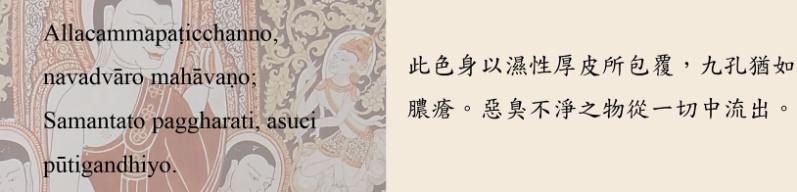 Allacammapaṭicchanno,
navadvāro mahāvaṇo;
Samantato paggharati, asuci
pūtigandhiyo.
此色身以濕性厚皮所包覆，九孔猶如
膿瘡。惡臭不淨之物從一切中流出。